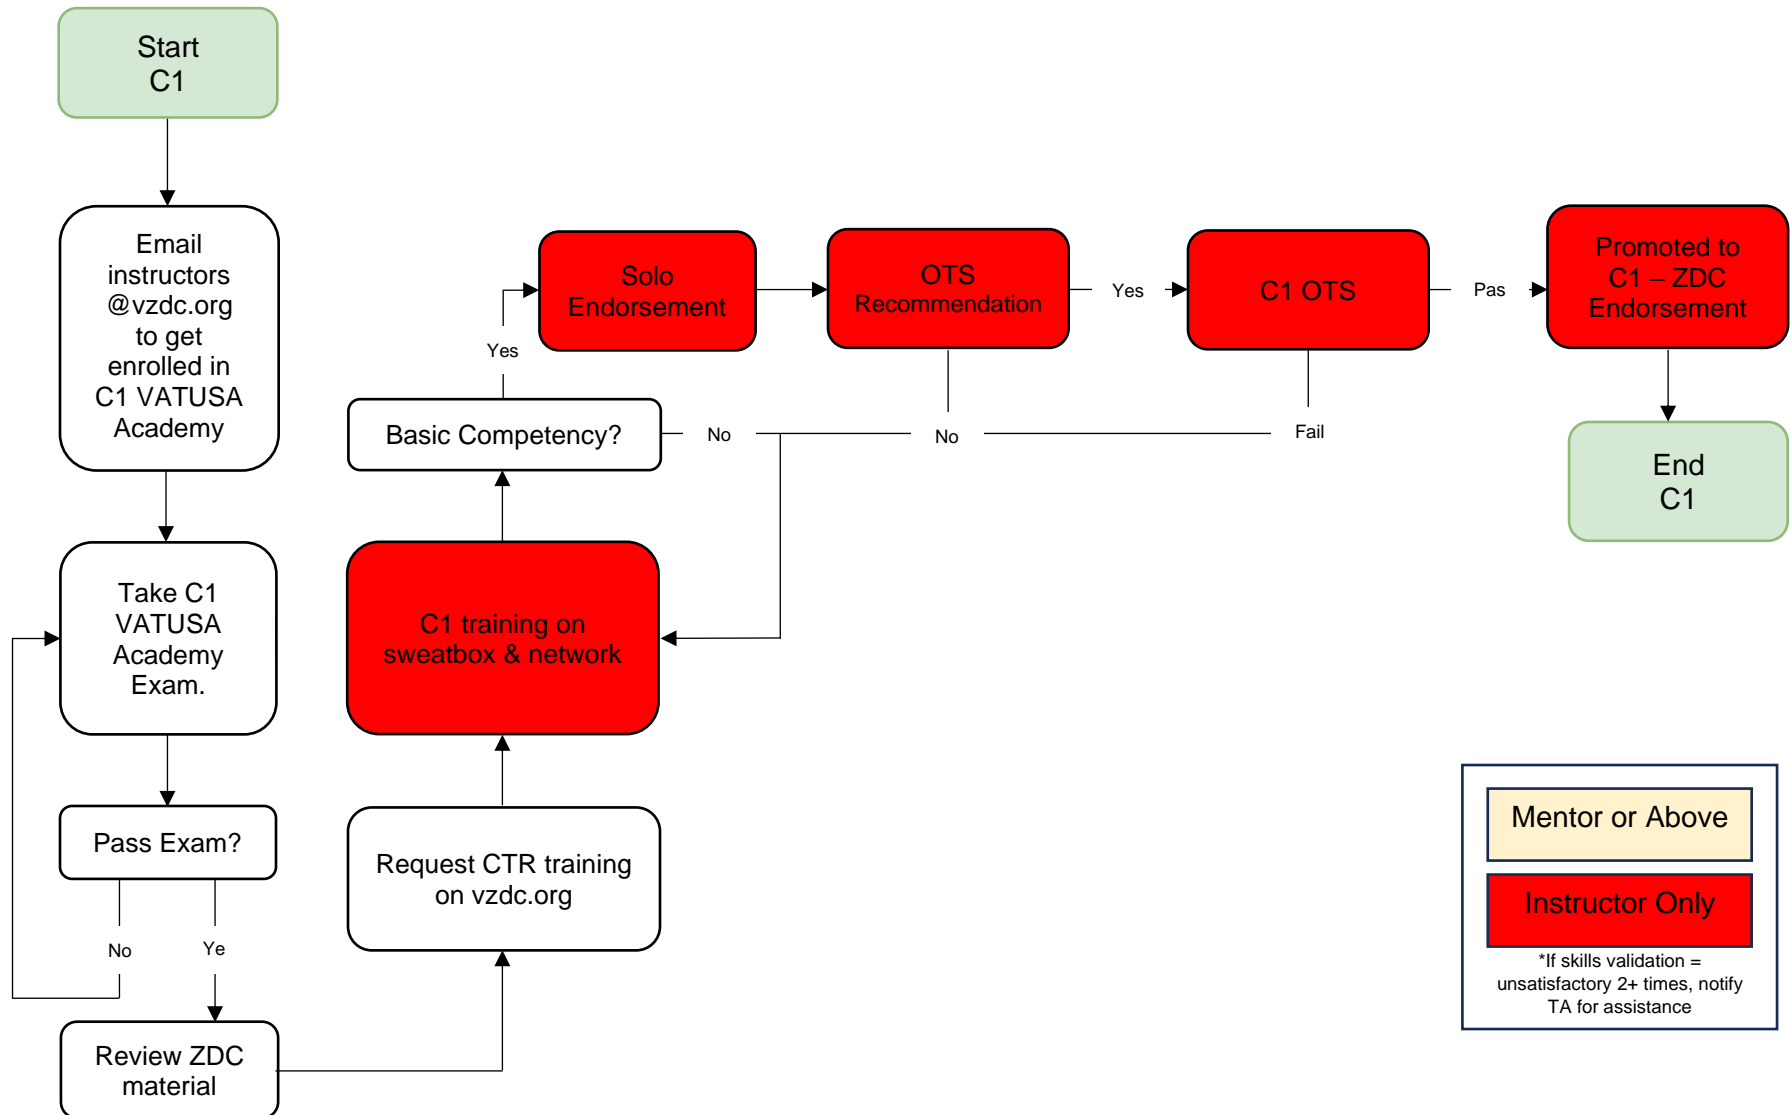 Start
C1
Email
instructors
@vzdc.org
to get
enrolled in
C1 VATUSA
Academy
Take C1
VATUSA
Academy
Exam.
Pass Exam?
No
Ye
Review ZDC
material
Request CTR training
on vzdc.org
C1 training on
sweatbox & network
Basic Competency?
Yes
No
Solo
Endorsement
OTS
Recommendation
Yes
No
C1 OTS
Pas
Fail
Promoted to
C1 – ZDC
Endorsement
End
C1
Mentor or Above
Instructor Only
*If skills validation =
unsatisfactory 2+ times, notify
TA for assistance